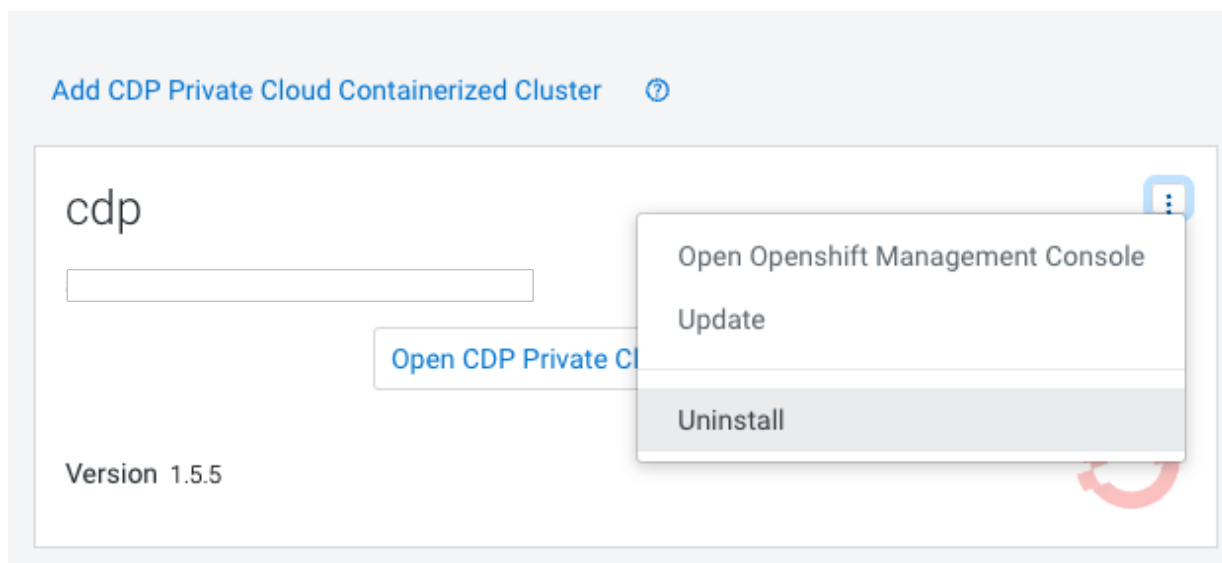 Add CDP Private Cloud Containerized Cluster
cdp
Open Openshift Management Console
Update
Open CDP Private Cl
Uninstall
Version 1.5.5